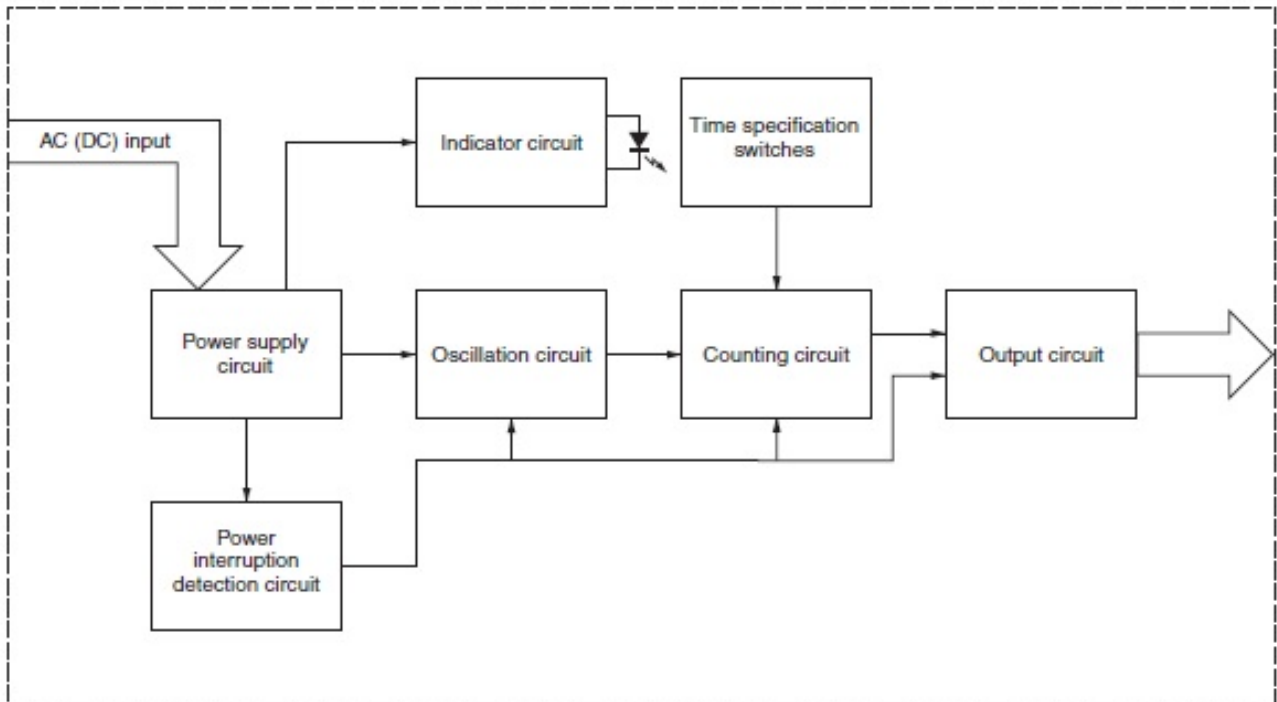 AC (DC) input
Indicator circuit
Time specification
switches
Power supply
circuit
Oscillation circuit
Counting circuit
Output circuit
Power
interruption
detection circuit